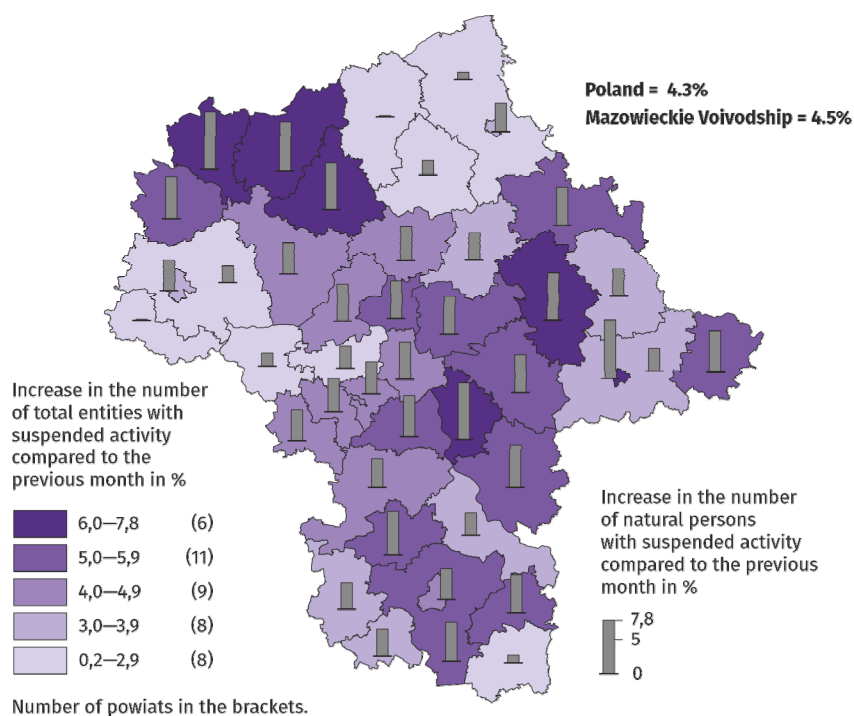 Poland = 4.3%
Mazowieckie Voivodship = 4.5%
Increase in the number
of total entities with
suspended activity
compared to the
previous month in %
6,0—7,8 (6)
5,0—5,9 (11)
4,0—4,9 (9)
3,0—3,9 (8)
0,2—2,9 (8)
Number of powiats in the brackets.
Increase in the number
of natural persons
with suspended activity
compared to the previous
month in %
7,8
5
0